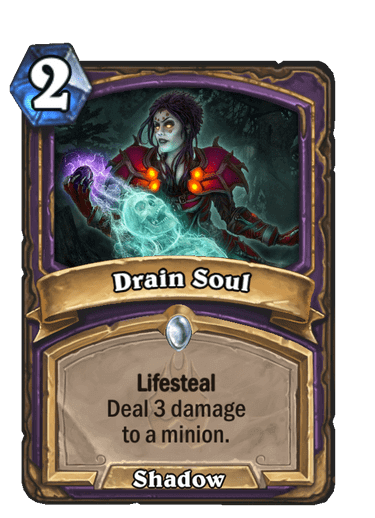 2
Drain Soul
Lifesteal
Deal 3 damage
to a minion.
Shadow